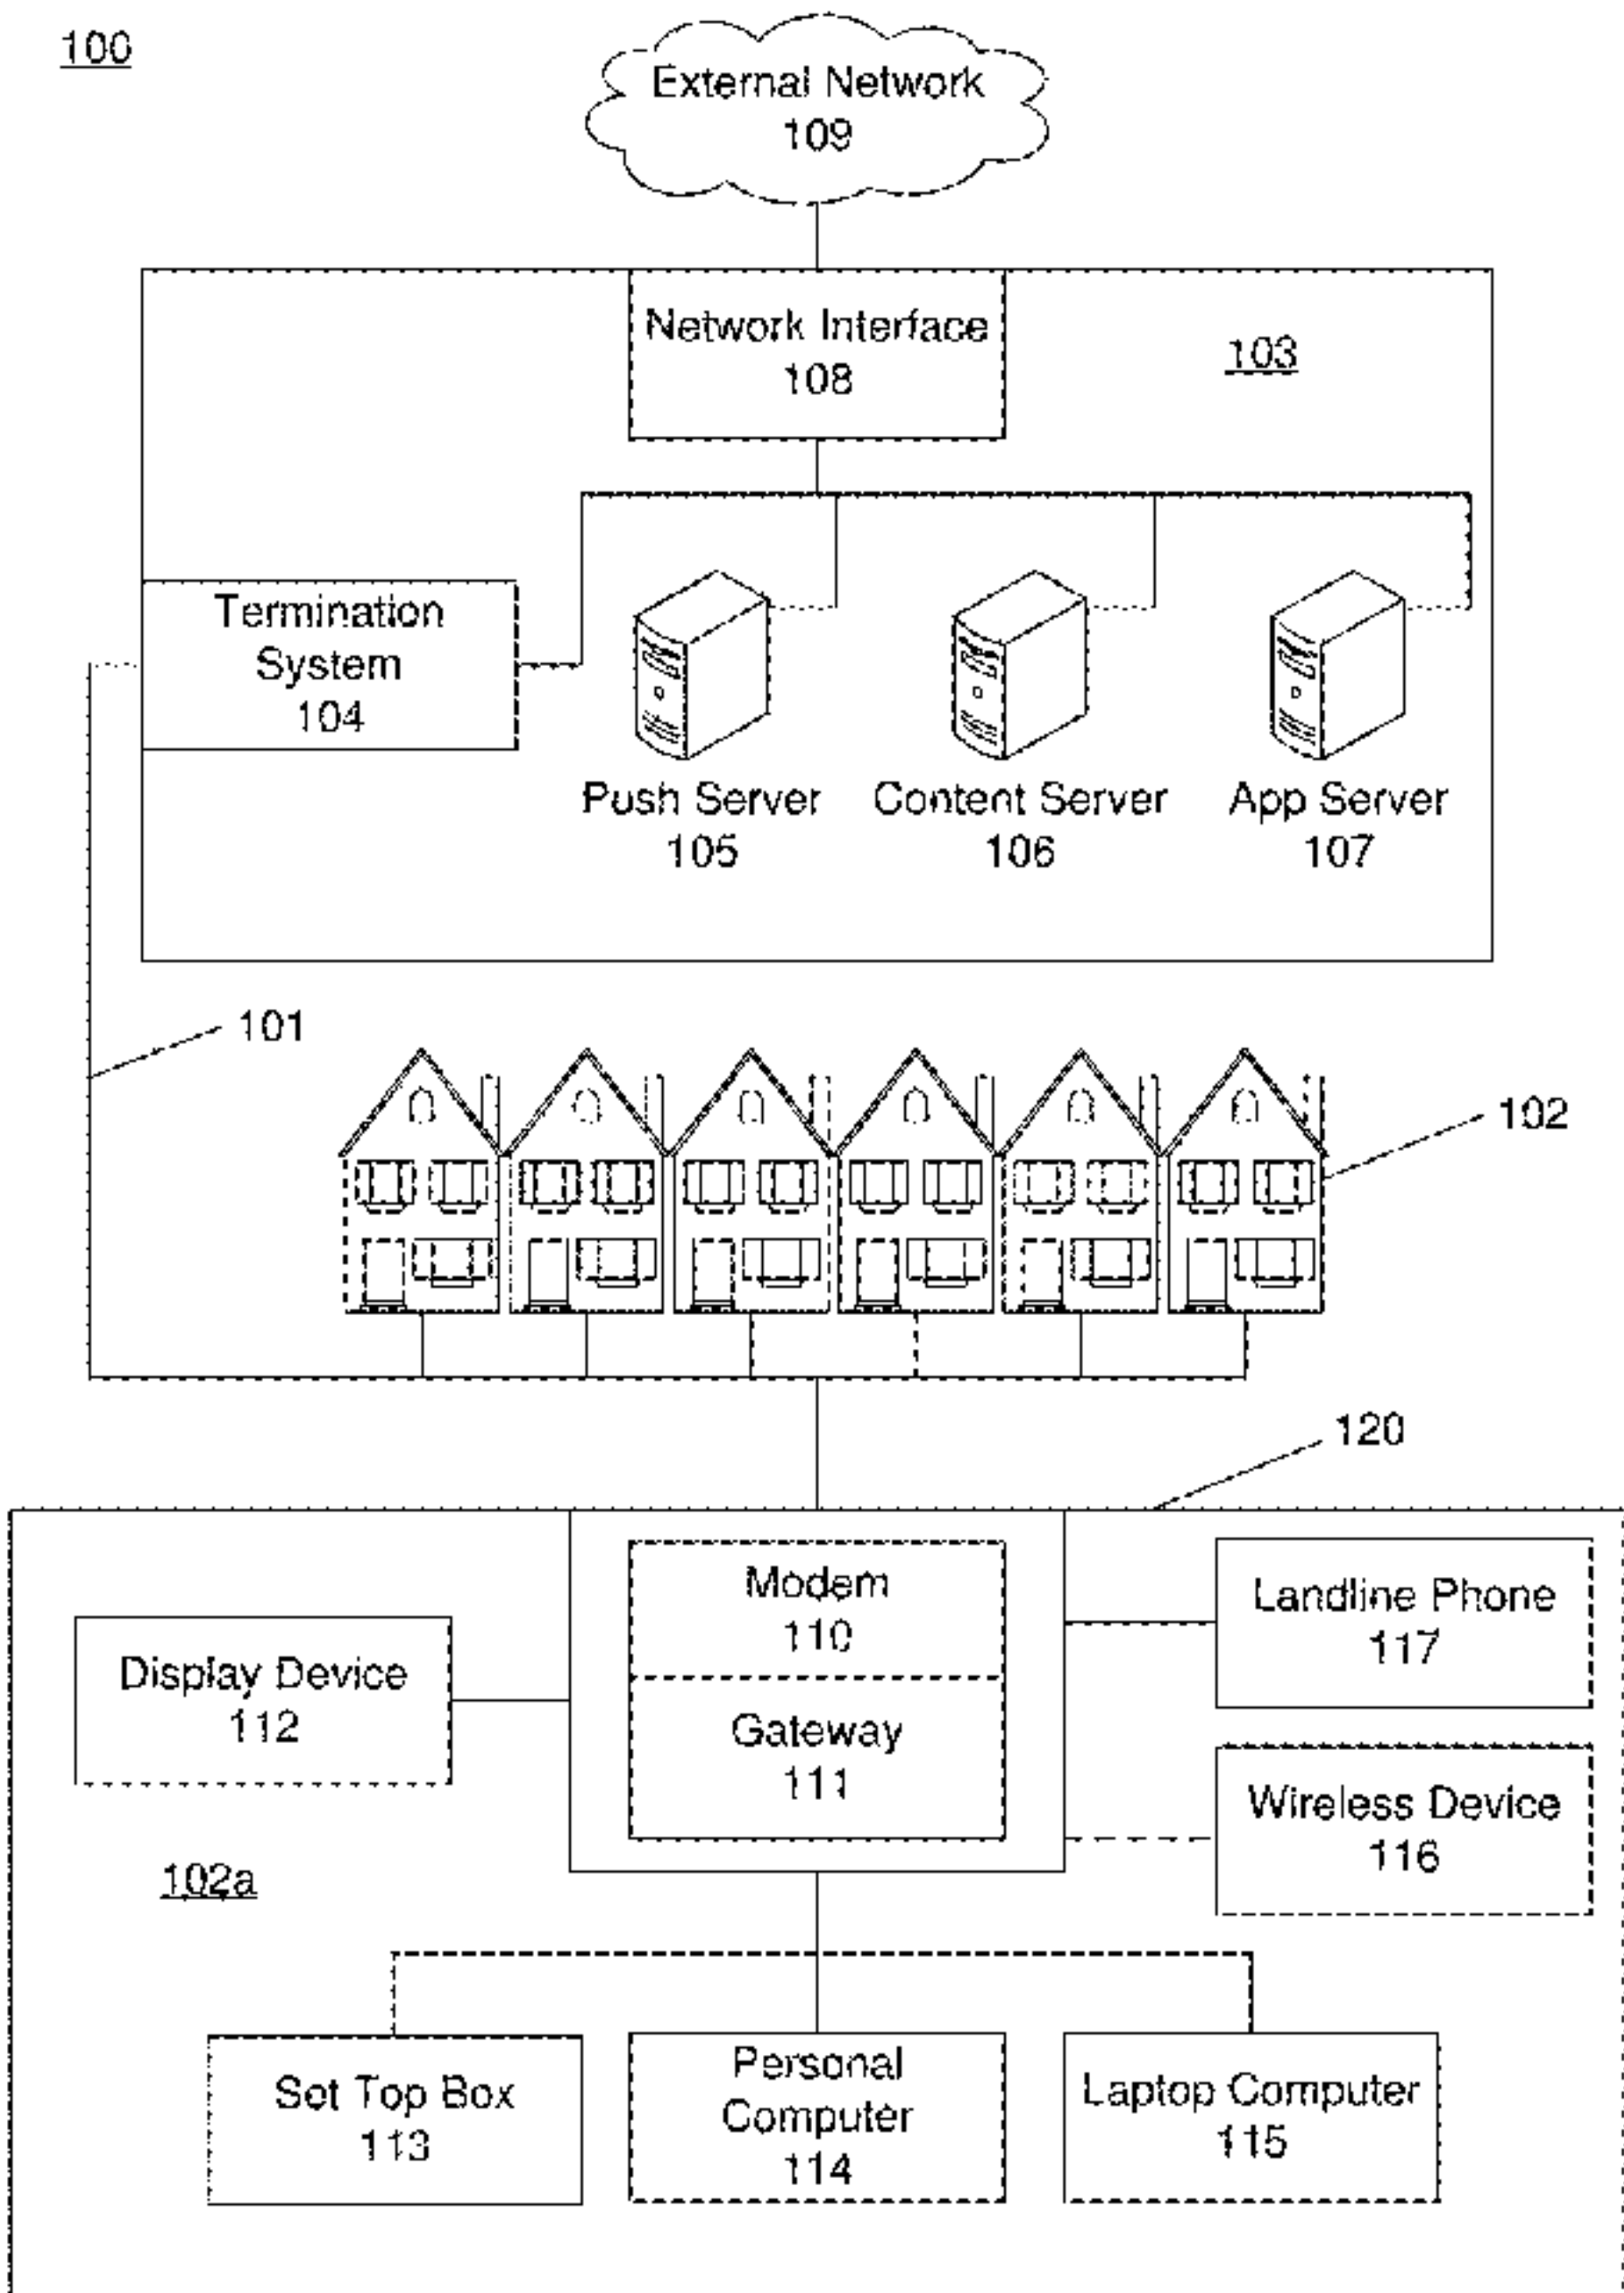 100
External Network
109
Network Interface
108
103
Termination
System
104
Push Server
105
Content Server
106
App Server
107
101
102
120
Modem
110
Gateway
111
Landline Phone
117
Display Device
112
Wireless Device
116
102a
Set Top Box
113
Personal
Computer
114
Laptop Computer
115